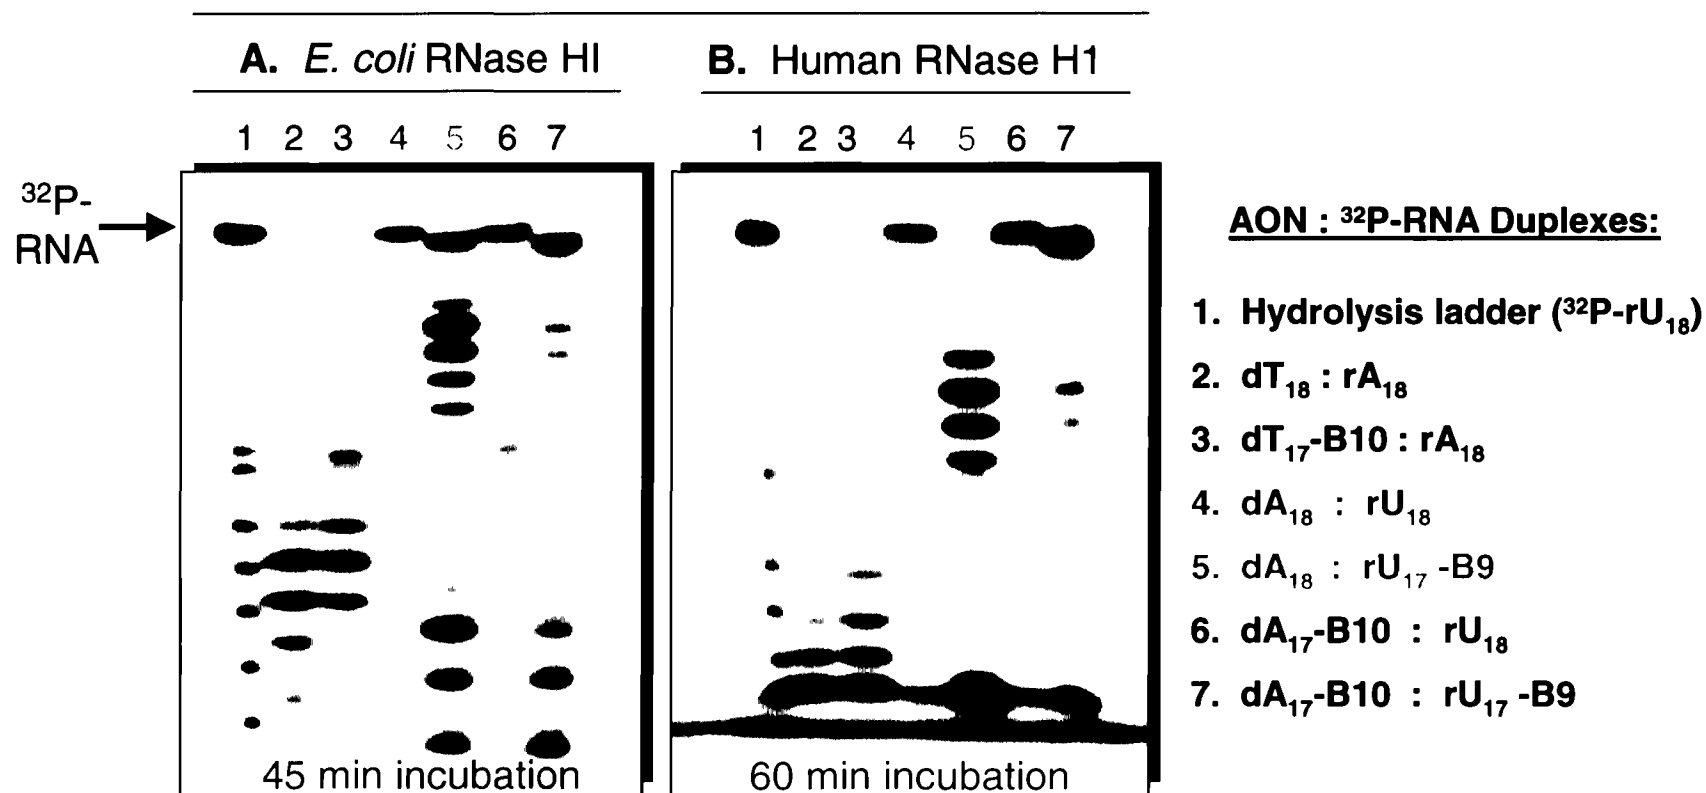 A. E. coli RNase HI
B. Human RNase H1
1 2 3 4 5 6 7
1 2 3 4 5 6 7
32P-
RNA
AON : 32P-RNA Duplexes:
1. Hydrolysis ladder (32P-rU18)
2. dT18 : rA18
3. dT17-B10 : rA18
4. dA18 : rU18
5. dA18 : rU17 -B9
6. dA17-B10 : rU18
7. dA17-B10 : rU17 -B9
45 min incubation
60 min incubation